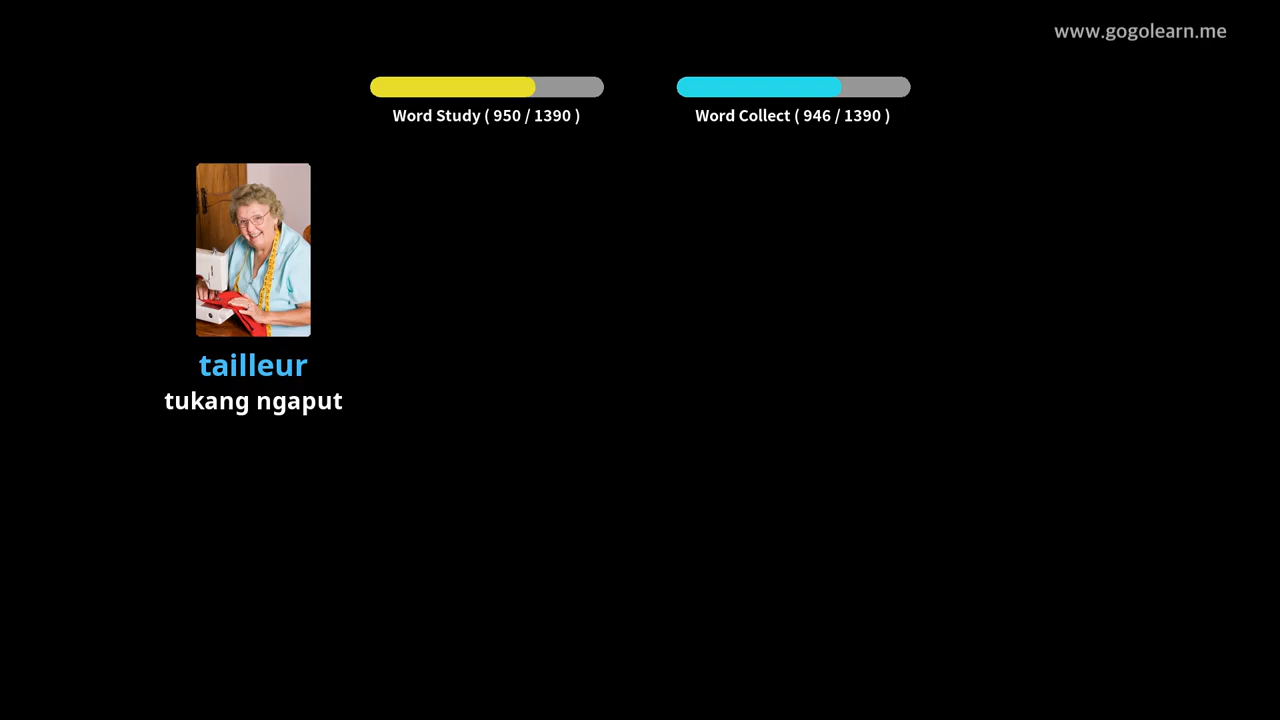 www.gogolearn.me
Word Study ( 950 / 1390 )
Word Collect ( 946 / 1390 )
tailleur
tukang ngaput